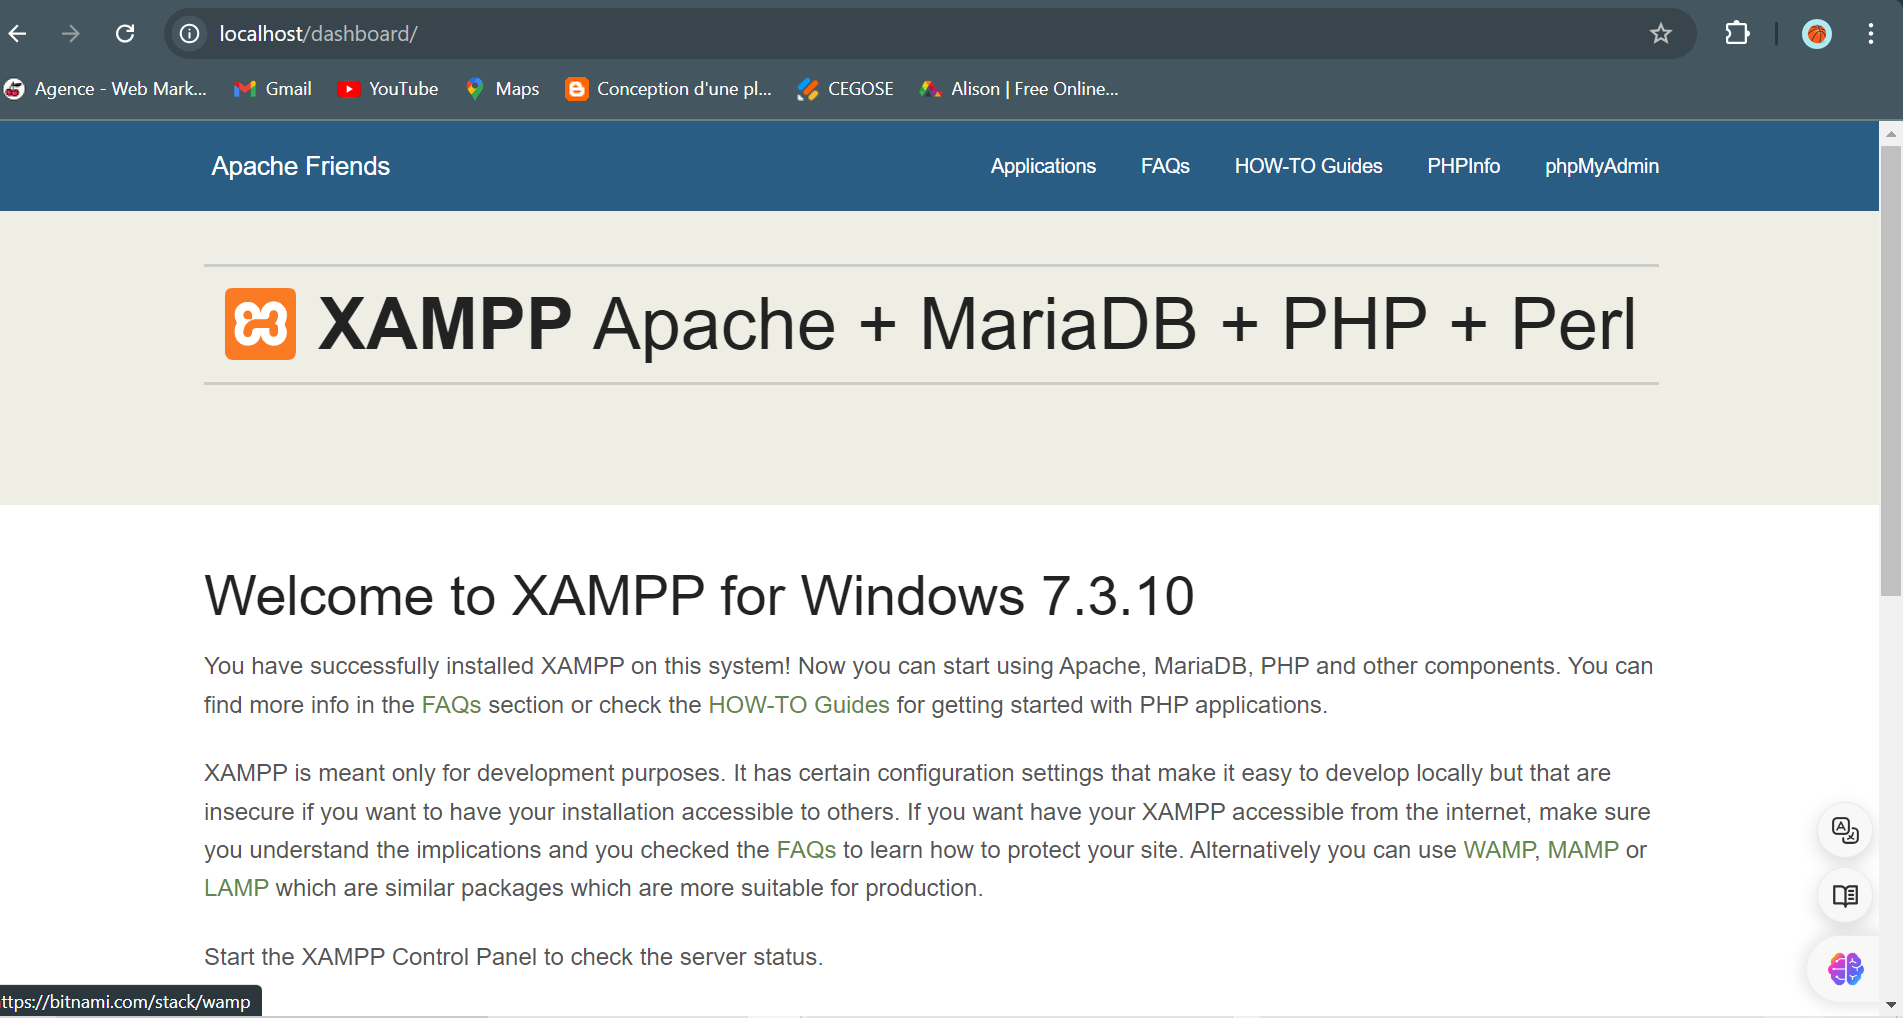 localhost/dashboard/
Agence - Web Mark... Gmail YouTube Maps Conception d'une pl... CEGOSE Alison | Free Online...
Apache Friends Applications FAQs HOW-TO Guides PHPInfo phpMyAdmin
XAMPP Apache + MariaDB + PHP + Perl
Welcome to XAMPP for Windows 7.3.10
You have successfully installed XAMPP on this system! Now you can start using Apache, MariaDB, PHP and other components. You can
find more info in the FAQs section or check the HOW-TO Guides for getting started with PHP applications.
XAMPP is meant only for development purposes. It has certain configuration settings that make it easy to develop locally but that are
insecure if you want to have your installation accessible to others. If you want have your XAMPP accessible from the internet, make sure
you understand the implications and you checked the FAQs to learn how to protect your site. Alternatively you can use WAMP, MAMP or
LAMP which are similar packages which are more suitable for production.
Start the XAMPP Control Panel to check the server status.
ttps://bitnami.com/stack/wamp